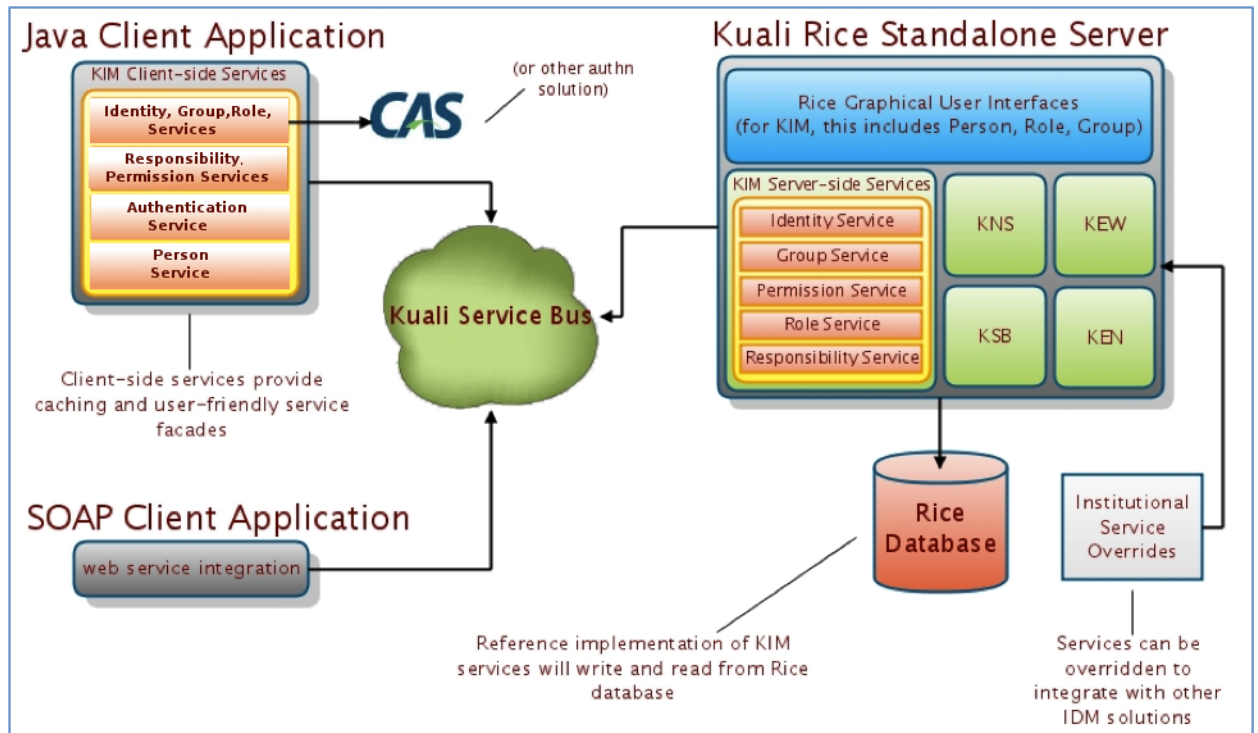 Java Client Application
KIM Client-side Services
Identity, Group,Role,
Services
Responsibility,
Permission Services
Authentication
Service
Person
Service
CAS
(or other authn
solution)
Client-side services provide
caching and user-friendly service
facades
Kuali Service Bus
SOAP Client Application
web service integration
Kuali Rice Standalone Server
Rice Graphical User Interfaces
(for KIM, this includes Person, Role, Group)
KIM Server-side Services
Identity Service
Group Service
Permission Service
Role Service
Responsibility Service
KNS
KEW
KSB
KEN
Rice
Database
Institutional
Service
Overrides
Reference implementation of KIM
services will write and read from Rice
database
Services can be
overridden to
integrate with other
IDM solutions